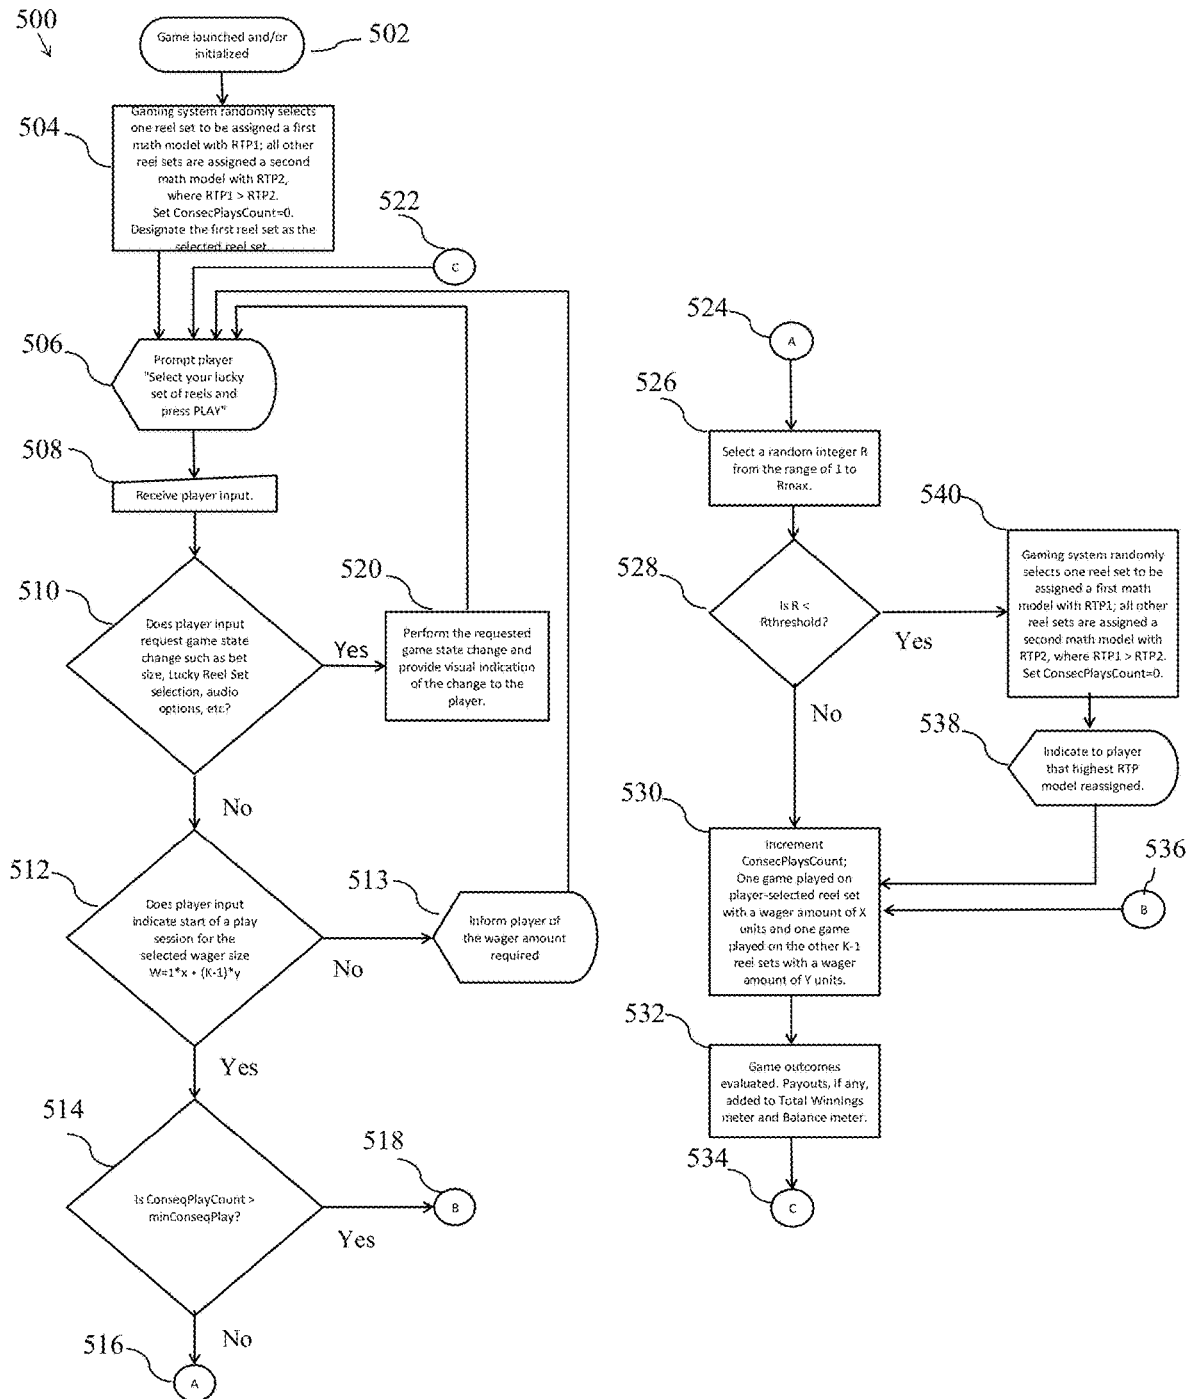 500
Game launched and/or
initialized
502
504
Gaming system randomly selects
one reel set to be assigned a first
math model with RTP1; all other
reel sets are assigned a second
math model with RTP2,
where RTP1 > RTP2.
Set ConsecPlaysCount=0.
Designate the first reel set as the
selected reel set.
522
C
506
Prompt player
"Select your lucky
set of reels and
press PLAY"
508
Receive player input.
510
Does player input
request game state
change such as bet
size, Lucky Reel Set
selection, audio
options, etc?
Yes
520
Perform the requested
game state change and
provide visual indication
of the change to the
player.
No
512
Does player input
indicate start of a play
session for the
selected wager size
W=1*x + (K-1)*y
No
513
Inform player of
the wager amount
required
Yes
514
Is ConseqPlayCount >
minConseqPlay?
Yes
518
B
No
516
A
524
A
526
Select a random integer R
from the range of 1 to
Rmax.
528
Is R <
Rthreshold?
Yes
540
Gaming system randomly
selects one reel set to be
assigned a first math
model with RTP1; all other
reel sets are assigned a
second math model with
RTP2, where RTP1 > RTP2.
Set ConsecPlaysCount=0.
No
538
Indicate to player
that highest RTP
model reassigned.
530
Increment
ConsecPlaysCount;
One game played on
player-selected reel set
with a wager amount of X
units and one game
played on the other K-1
reel sets with a wager
amount of Y units.
536
B
532
Game outcomes
evaluated. Payouts, if any,
added to Total Winnings
meter and Balance meter.
534
C